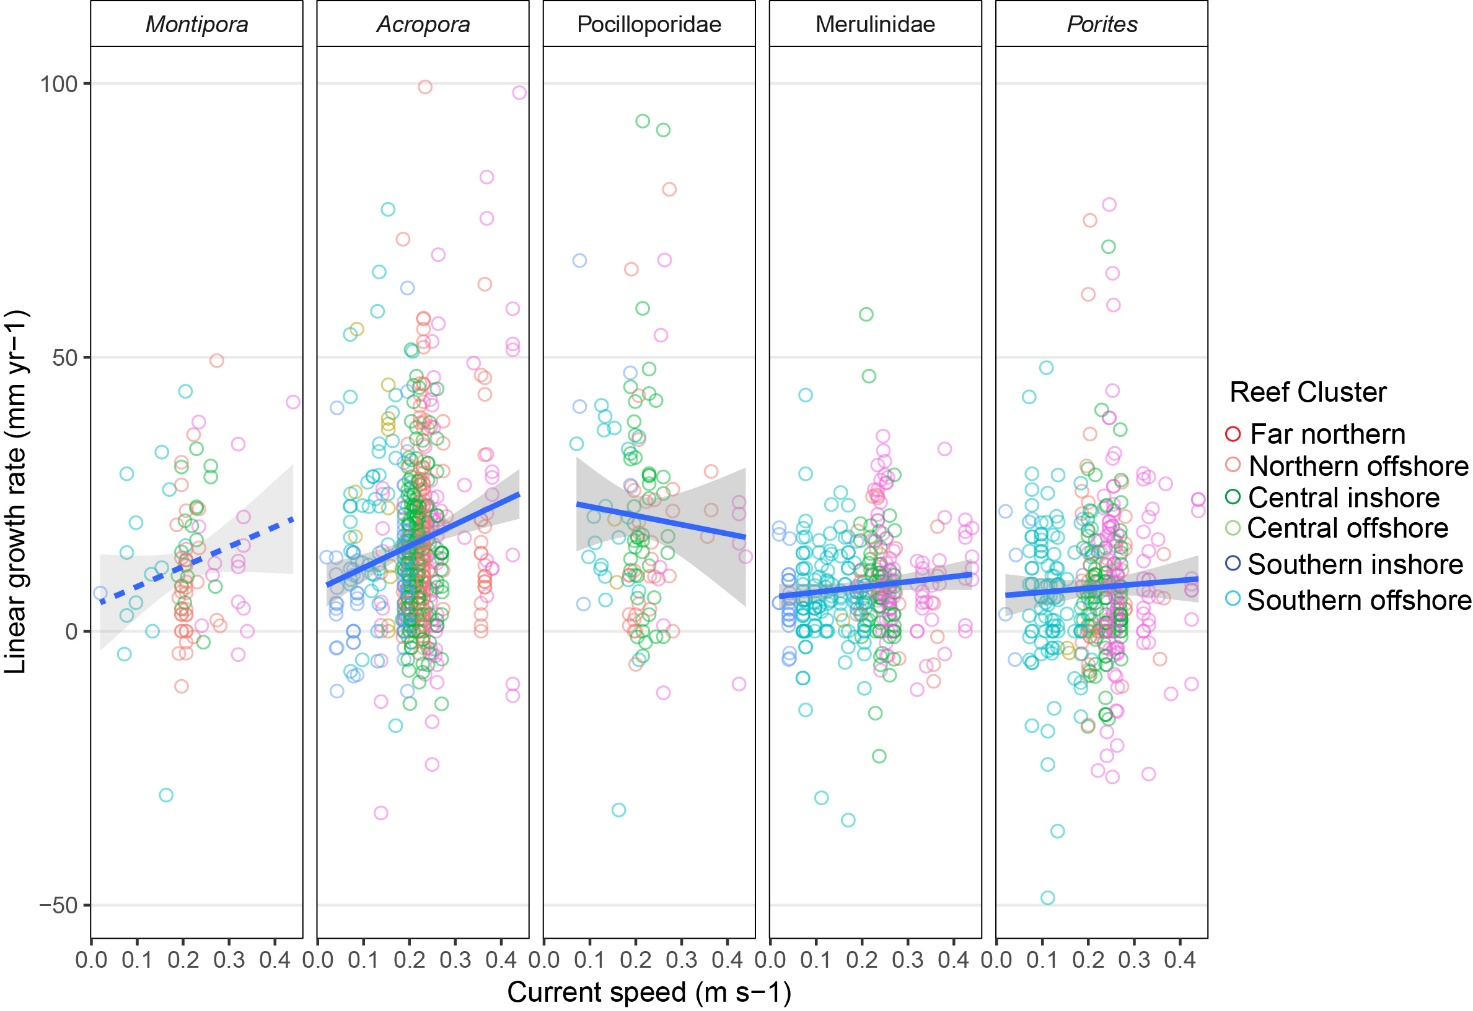 Montipora
Acropora
Pocilloporidae
Merulinidae
Porites
100
50
0
−50
Linear growth rate (mm yr−1)
0.0 0.1 0.2 0.3 0.4
0.0 0.1 0.2 0.3 0.4
0.0 0.1 0.2 0.3 0.4
0.0 0.1 0.2 0.3 0.4
0.0 0.1 0.2 0.3 0.4
Current speed (m s−1)
Reef Cluster
Far northern
Northern offshore
Central inshore
Central offshore
Southern inshore
Southern offshore